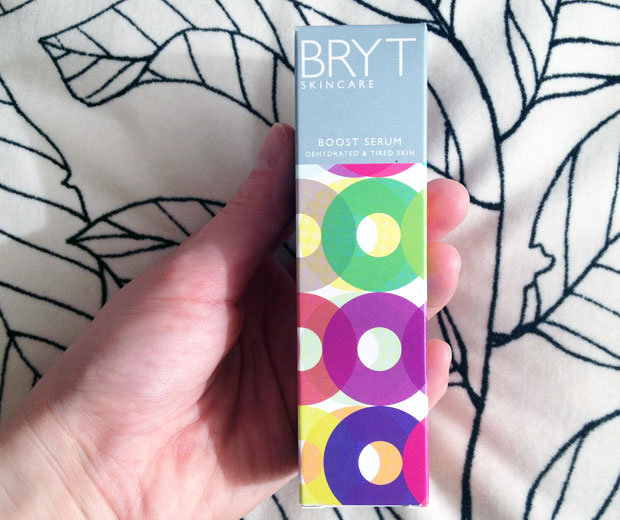 BRYT
SKINCARE
BOOST SERUM
DEHYDRATED & TIRED SKIN